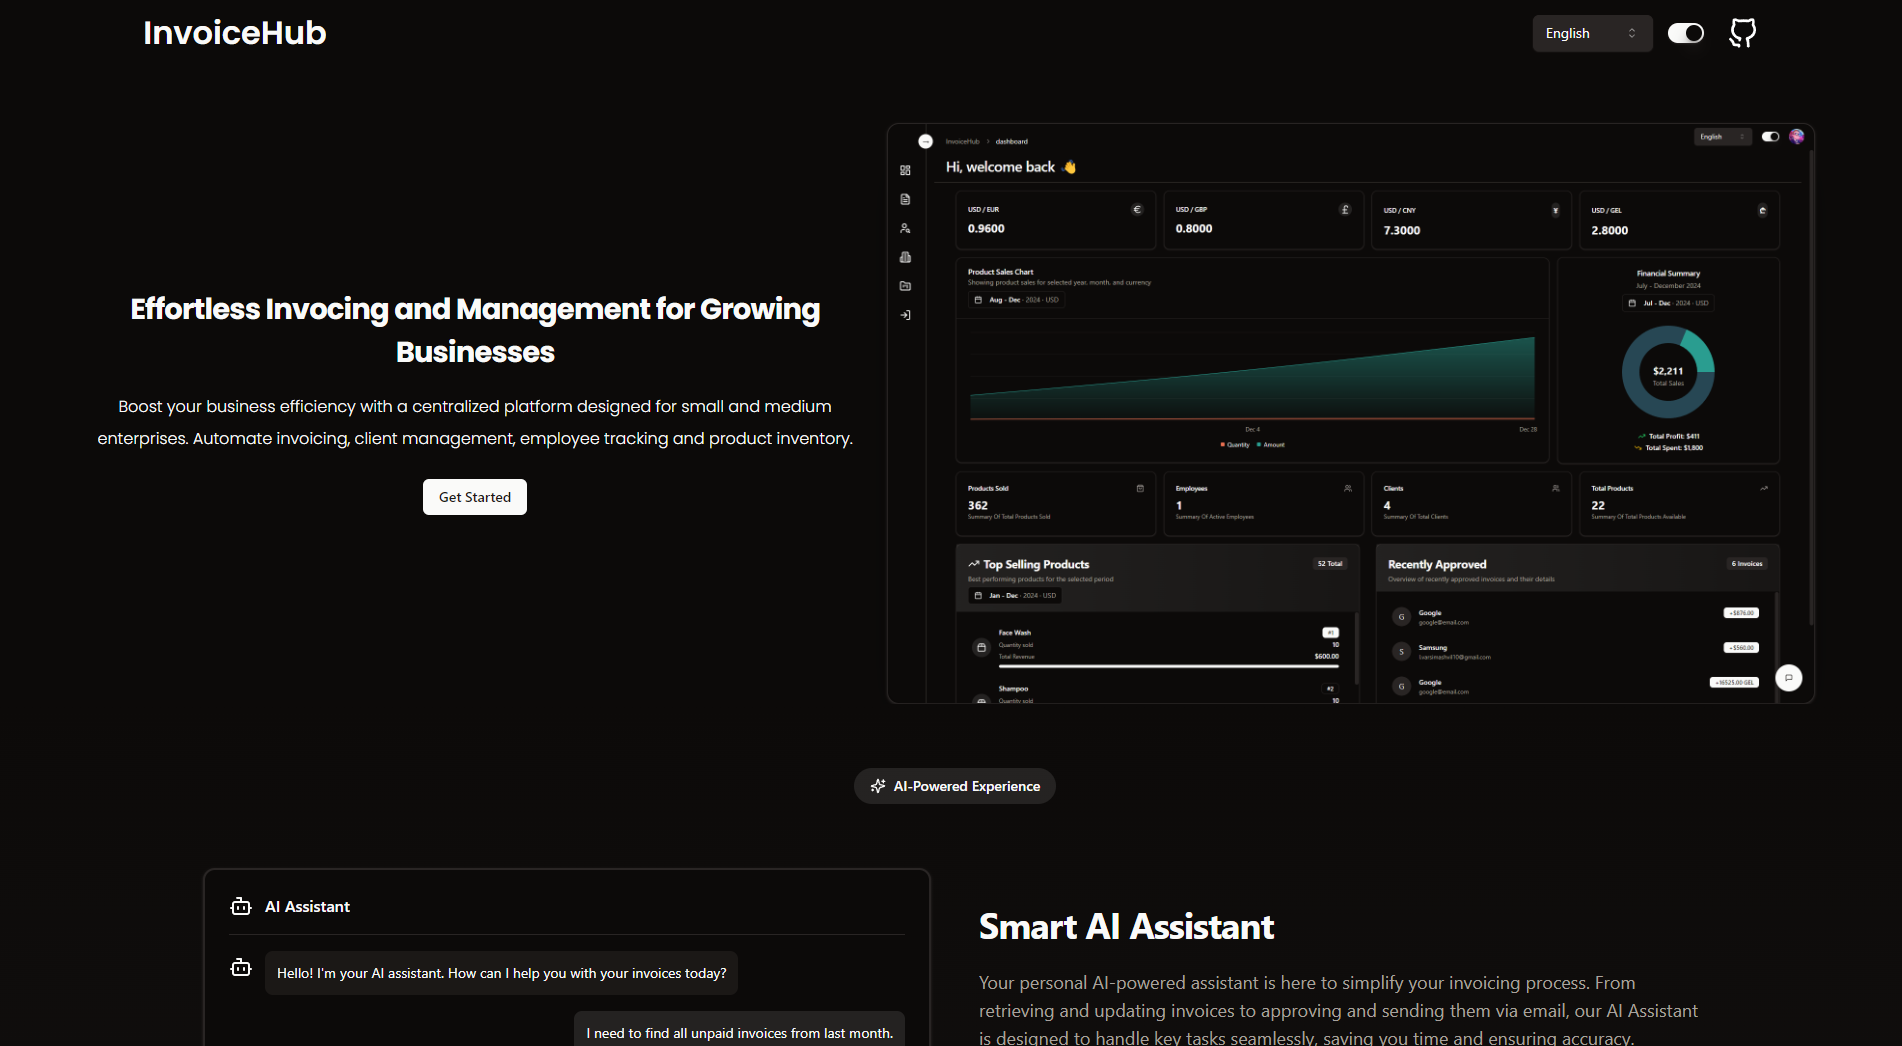 InvoiceHub
English
Effortless Invocing and Management for Growing
Businesses
Boost your business efficiency with a centralized platform designed for small and medium
enterprises. Automate invoicing, client management, employee tracking and product inventory.
Get Started
InvoiceHub > dashboard
English
Hi, welcome back 👋
USD / EUR
€
0.9600
USD / GBP
£
0.8000
USD / CNY
¥
7.3000
USD / GEL
2.8000
Product Sales Chart
Showing product sales for selected year, month, and currency
Aug - Dec · 2024 · USD
Dec 4
Dec 28
Quantity
Amount
Financial Summary
July - December 2024
Jul - Dec · 2024 · USD
$2,211
Total Sales
Total Profit: $411
Total Spent: $1,800
Products Sold
362
Summary Of Total Products Sold
Employees
1
Summary Of Active Employees
Clients
4
Summary Of Total Clients
Total Products
22
Summary Of Total Products Available
Top Selling Products
52 Total
Best performing products for the selected period
Jan - Dec · 2024 · USD
Face Wash
#1
Quantity sold
10
Total Revenue
$600.00
Shampoo
#2
Quantity sold
10
Recently Approved
6 Invoices
Overview of recently approved invoices and their details
G
Google
google@email.com
+$876.00
S
Samsung
+$560.00
G
Google
google@email.com
+16525.00 GEL
AI-Powered Experience
AI Assistant
Hello! I'm your AI assistant. How can I help you with your invoices today?
I need to find all unpaid invoices from last month.
Smart AI Assistant
Your personal AI-powered assistant is here to simplify your invoicing process. From
retrieving and updating invoices to approving and sending them via email, our AI Assistant
is designed to handle key tasks seamlessly, saving you time and ensuring accuracy.